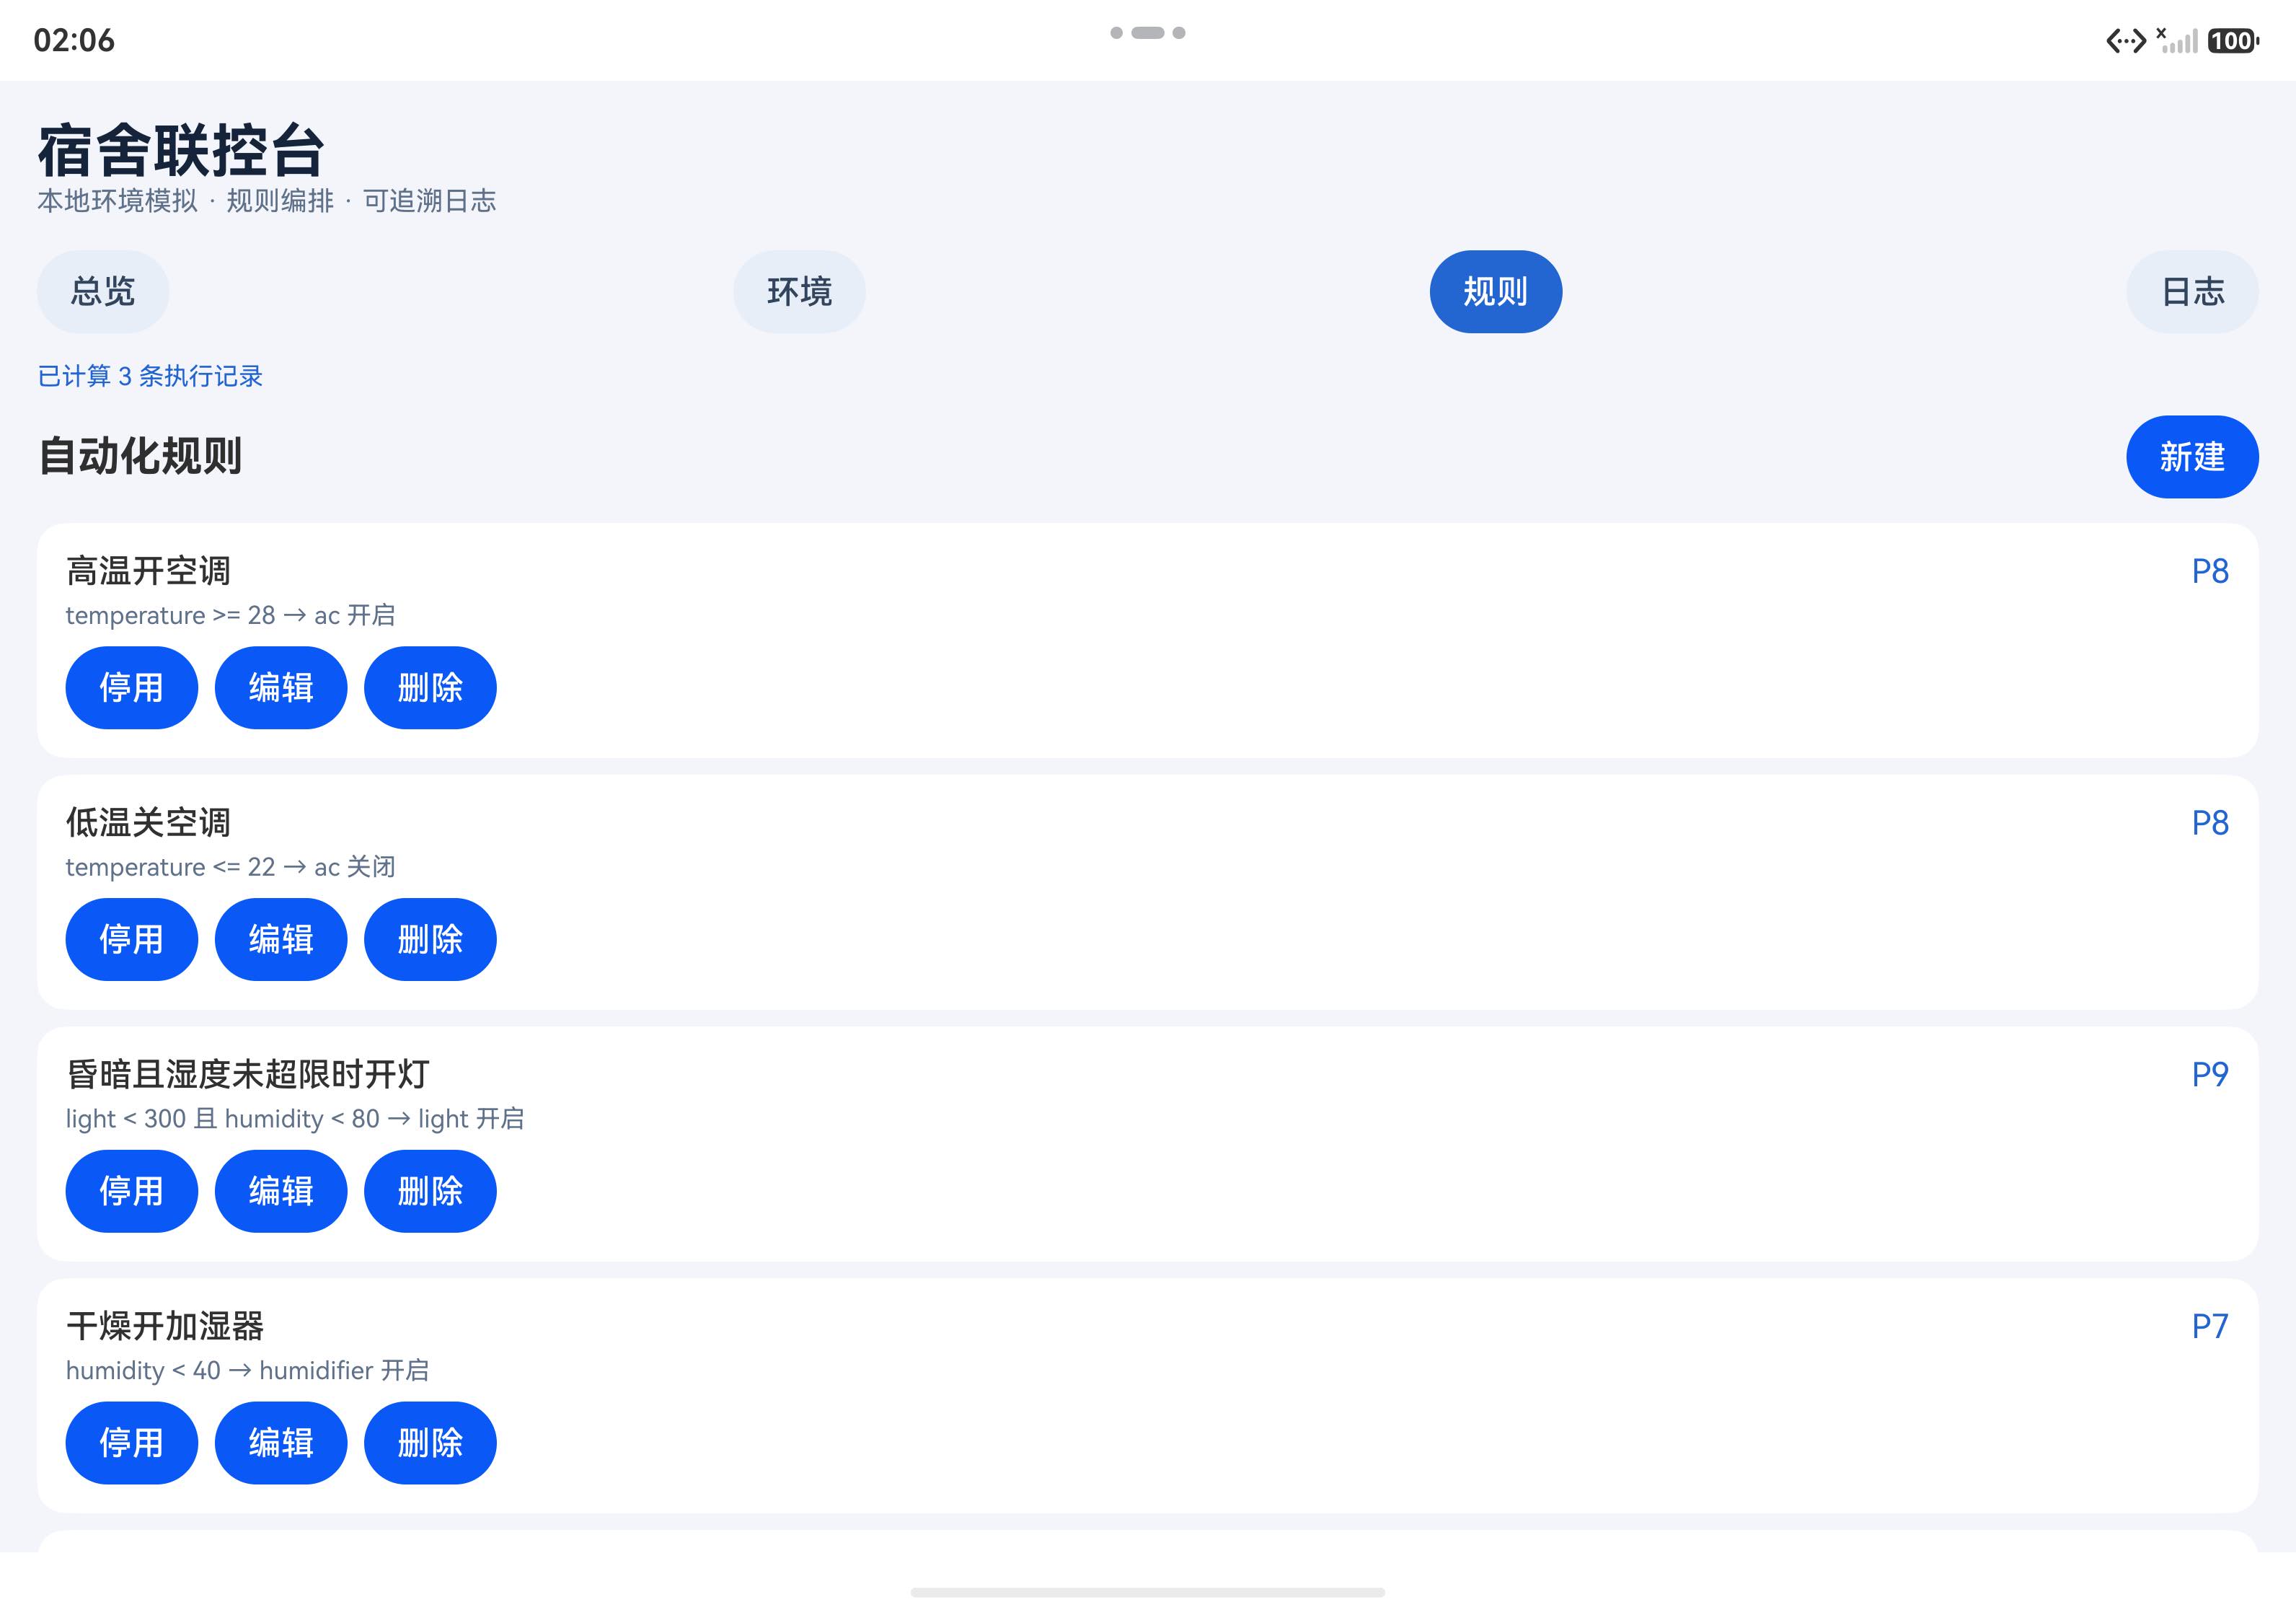 02:06
100
宿舍联控台
本地环境模拟 · 规则编排 · 可追溯日志
总览 环境 规则 日志
已计算 3 条执行记录
自动化规则 新建
高温开空调 P8
temperature >= 28 → ac 开启
停用 编辑 删除
低温关空调 P8
temperature <= 22 → ac 关闭
停用 编辑 删除
昏暗且湿度未超限时开灯 P9
light < 300 且 humidity < 80 → light 开启
停用 编辑 删除
干燥开加湿器 P7
humidity < 40 → humidifier 开启
停用 编辑 删除